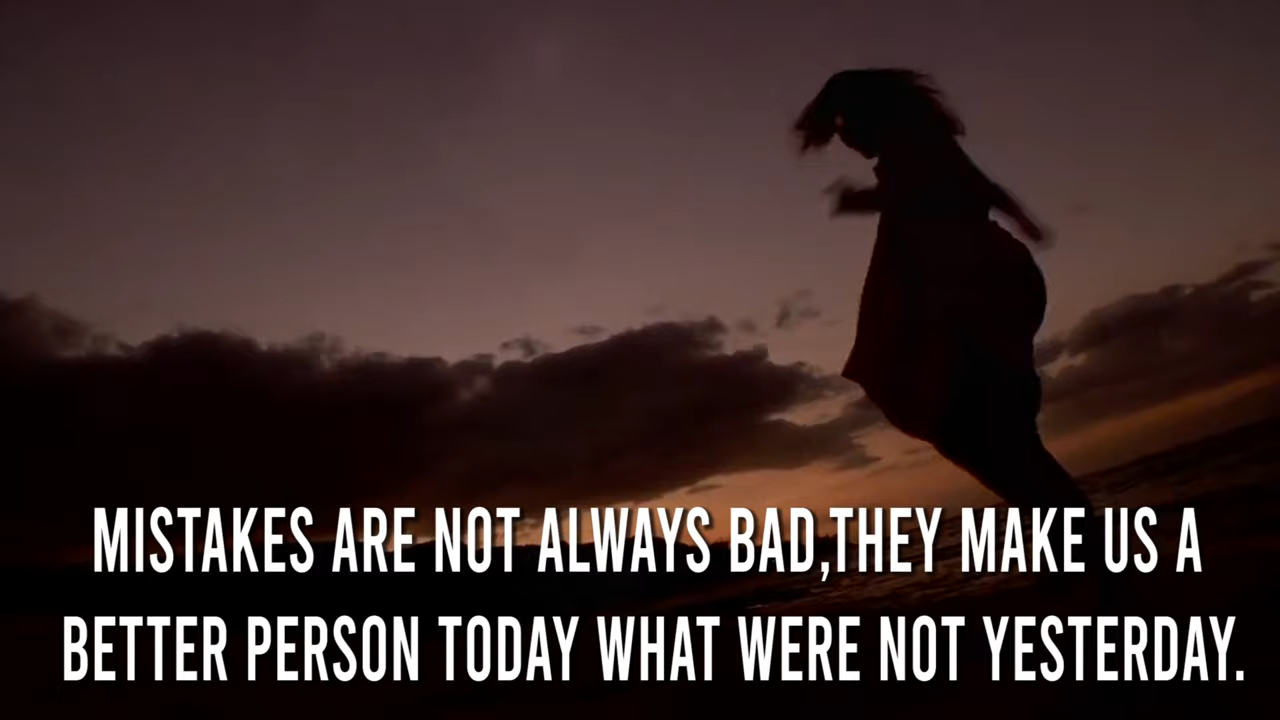 MISTAKES ARE NOT ALWAYS BAD,THEY MAKE US A
BETTER PERSON TODAY WHAT WERE NOT YESTERDAY.